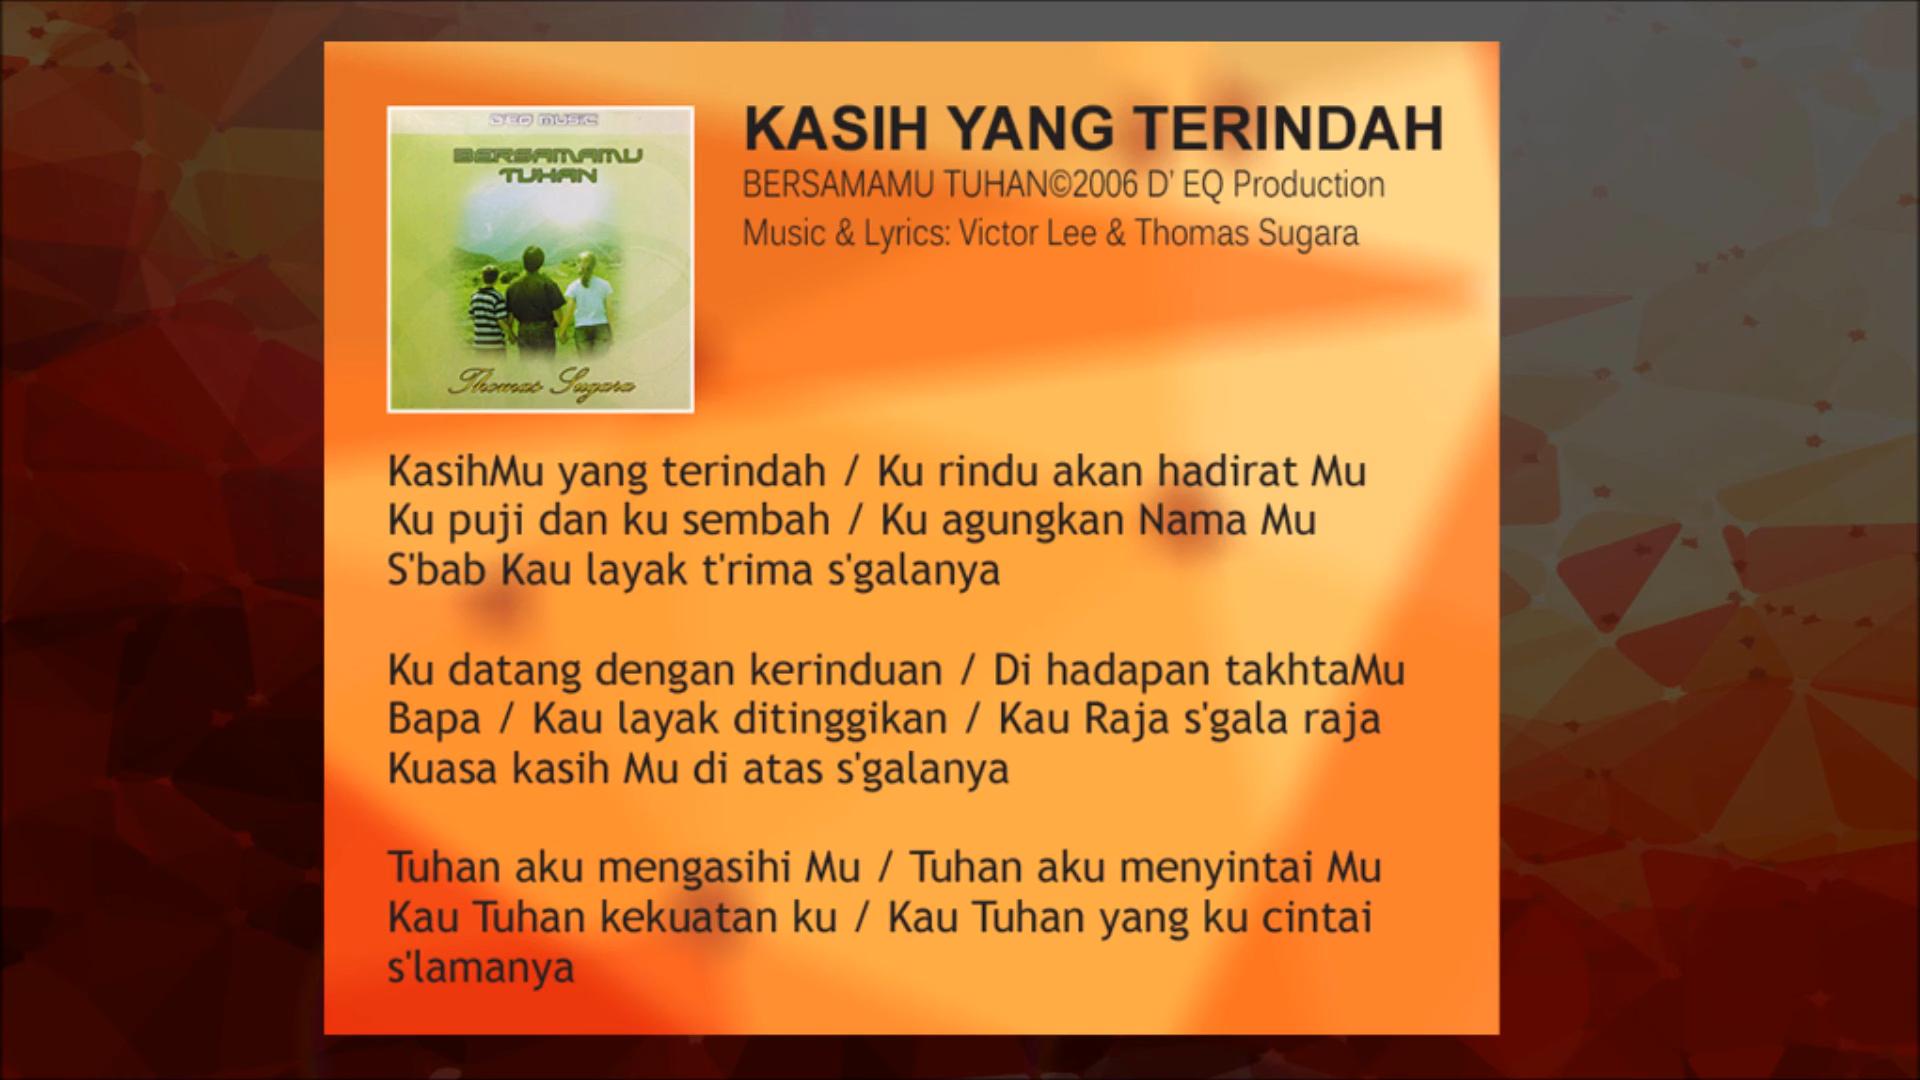 D'EQ MUSIC
BERSAMAMU
TUHAN
Thomas Sugara
KASIH YANG TERINDAH
BERSAMAMU TUHAN©2006 D' EQ Production
Music & Lyrics: Victor Lee & Thomas Sugara
KasihMu yang terindah / Ku rindu akan hadirat Mu
Ku puji dan ku sembah / Ku agungkan Nama Mu
S'bab Kau layak t'rima s'galanya
Ku datang dengan kerinduan / Di hadapan takhtaMu
Bapa / Kau layak ditinggikan / Kau Raja s'gala raja
Kuasa kasih Mu di atas s'galanya
Tuhan aku mengasihi Mu / Tuhan aku menyintai Mu
Kau Tuhan kekuatan ku / Kau Tuhan yang ku cintai
s'lamanya